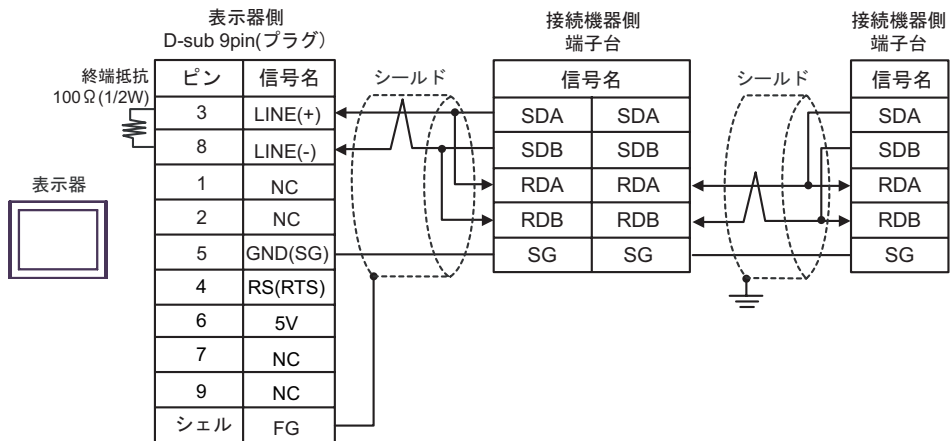 表示器側
D-sub 9pin(プラグ)
接続機器側
端子台
接続機器側
端子台
終端抵抗
100Ω(1/2W)
表示器
シールド
シールド
ピン 信号名
3 LINE(+)
8 LINE(-)
1 NC
2 NC
5 GND(SG)
4 RS(RTS)
6 5V
7 NC
9 NC
シェル FG
信号名
SDA SDA
SDB SDB
RDA RDA
RDB RDB
SG SG
信号名
SDA
SDB
RDA
RDB
SG